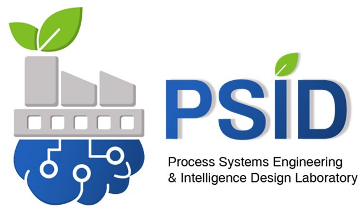 PSiD
Process Systems Engineering
& Intelligence Design Laboratory